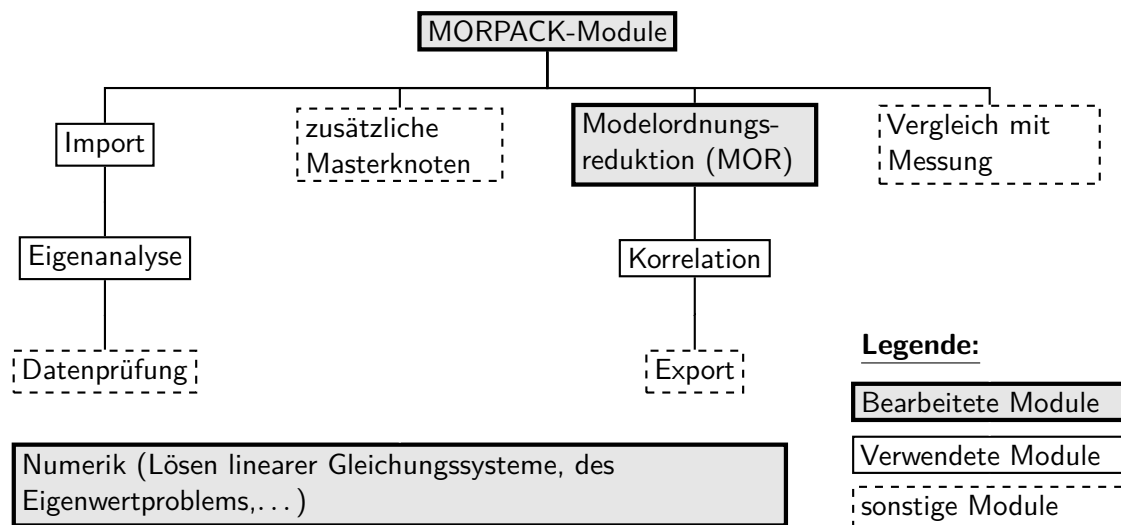 MORPACK-Module
Import
zusätzliche
Masterknoten
Modelordnungs-
reduktion (MOR)
Vergleich mit
Messung
Eigenanalyse
Korrelation
Datenprüfung
Export
Legende:
Bearbeitete Module
Verwendete Module
sonstige Module
Numerik (Lösen linearer Gleichungssysteme, des
Eigenwertproblems,...)